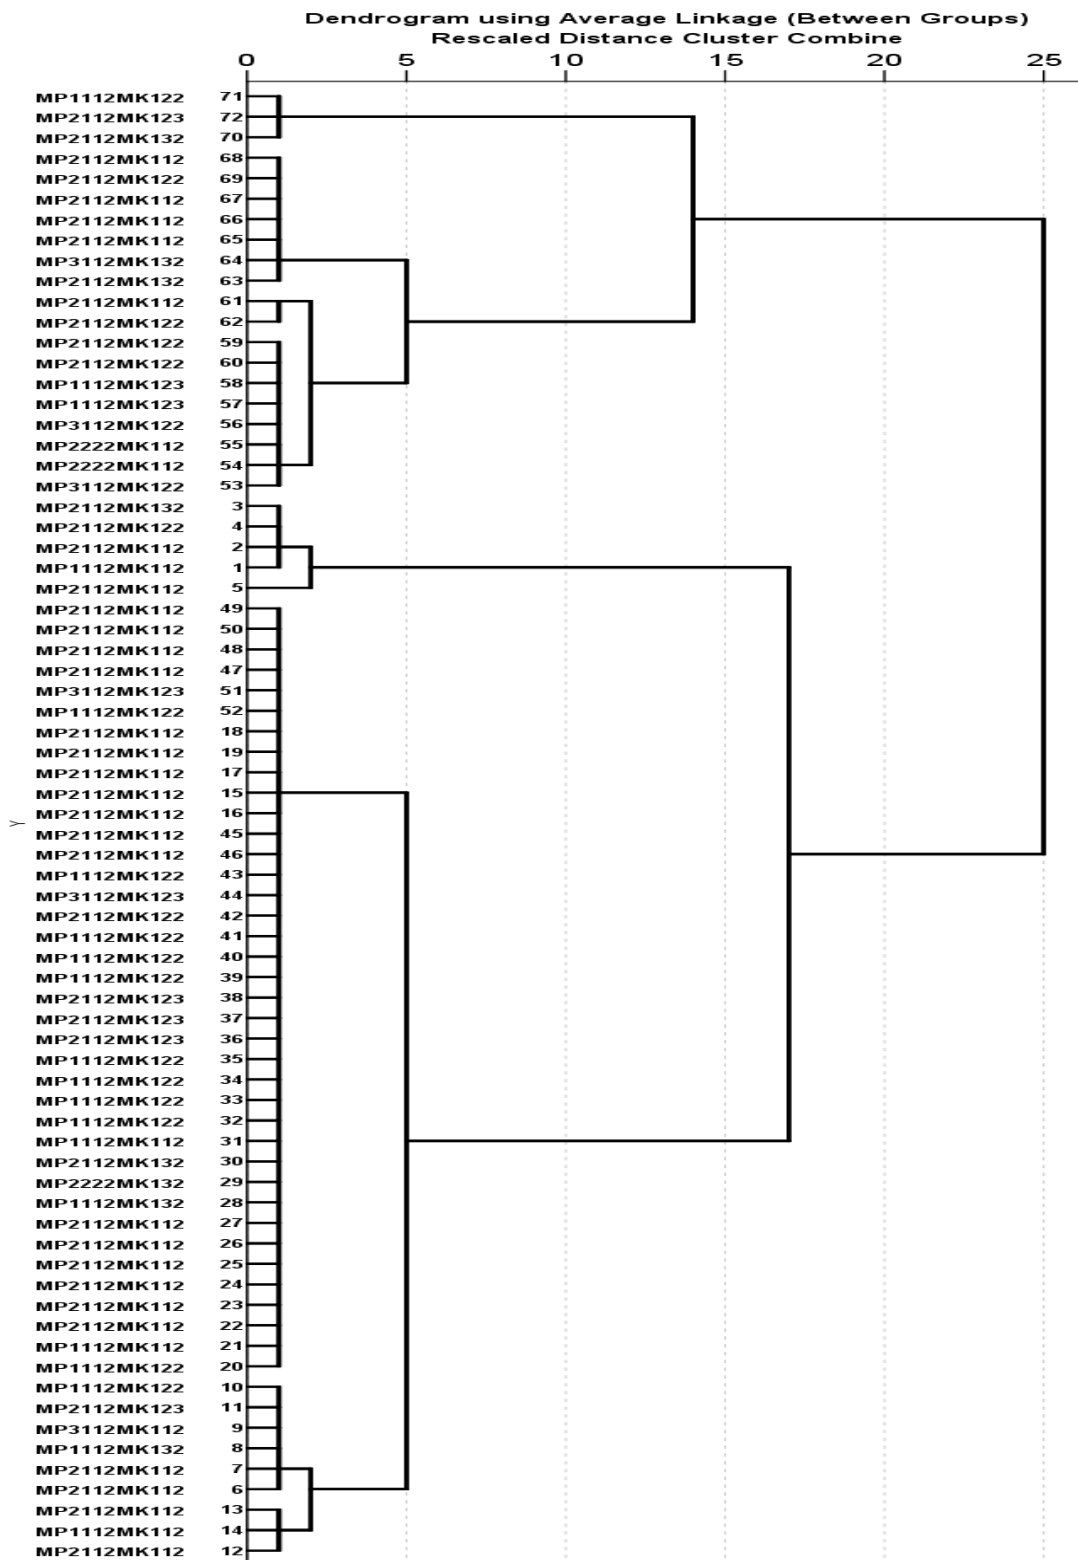 Dendrogram using Average Linkage (Between Groups)
Rescaled Distance Cluster Combine
0 5 10 15 20 25
MP1112MK122 71
MP2112MK123 72
MP2112MK132 70
MP2112MK112 68
MP2112MK122 69
MP2112MK112 67
MP2112MK112 66
MP2112MK112 65
MP3112MK132 64
MP2112MK132 63
MP2112MK112 61
MP2112MK122 62
MP2112MK122 59
MP2112MK122 60
MP1112MK123 58
MP1112MK123 57
MP3112MK122 56
MP2222MK112 55
MP2222MK112 54
MP3112MK122 53
MP2112MK132 3
MP2112MK122 4
MP2112MK112 2
MP1112MK112 1
MP2112MK112 5
MP2112MK112 49
MP2112MK112 50
MP2112MK112 48
MP2112MK112 47
MP3112MK123 51
MP1112MK122 52
MP2112MK112 18
MP2112MK112 19
MP2112MK112 17
MP2112MK112 15
MP2112MK112 16
MP2112MK112 45
MP2112MK112 46
MP1112MK122 43
MP3112MK123 44
MP2112MK122 42
MP1112MK122 41
MP1112MK122 40
MP1112MK122 39
MP2112MK123 38
MP2112MK123 37
MP2112MK123 36
MP1112MK122 35
MP1112MK122 34
MP1112MK122 33
MP1112MK122 32
MP1112MK112 31
MP2112MK132 30
MP2222MK132 29
MP1112MK132 28
MP2112MK112 27
MP2112MK112 26
MP2112MK112 25
MP2112MK112 24
MP2112MK112 23
MP2112MK112 22
MP1112MK112 21
MP1112MK122 20
MP1112MK122 10
MP2112MK123 11
MP3112MK112 9
MP1112MK132 8
MP2112MK112 7
MP2112MK112 6
MP2112MK112 13
MP1112MK112 14
MP2112MK112 12
Y